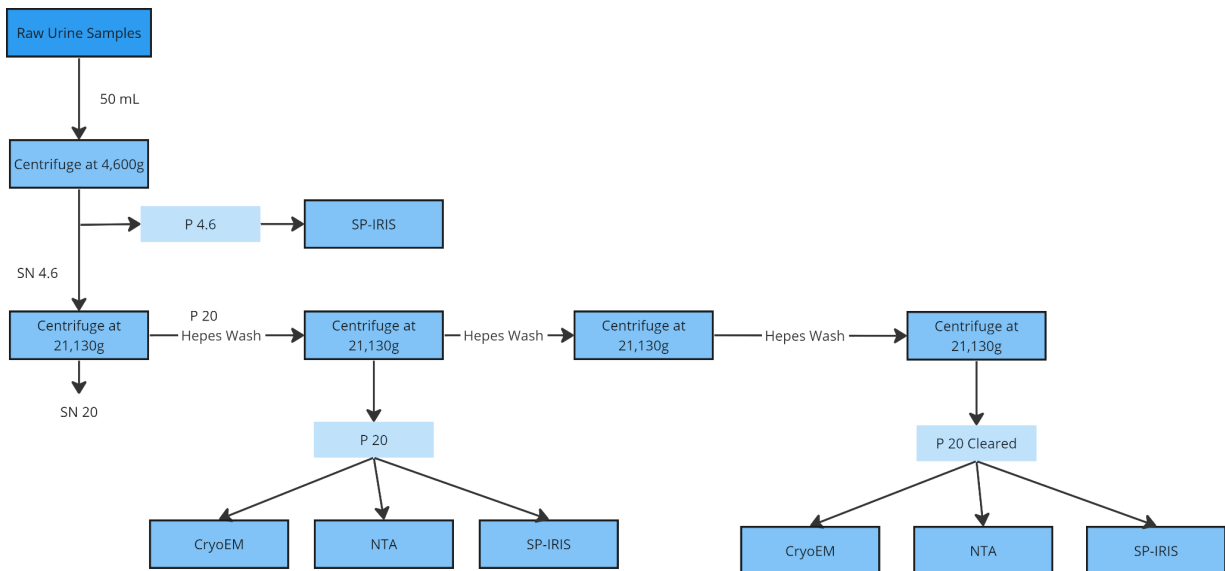 Raw Urine Samples
50 mL
Centrifuge at 4,600g
P 4.6
SP-IRIS
SN 4.6
Centrifuge at
21,130g
P 20
Hepes Wash
Centrifuge at
21,130g
Hepes Wash
Centrifuge at
21,130g
Hepes Wash
Centrifuge at
21,130g
SN 20
P 20
P 20 Cleared
CryoEM
NTA
SP-IRIS
CryoEM
NTA
SP-IRIS